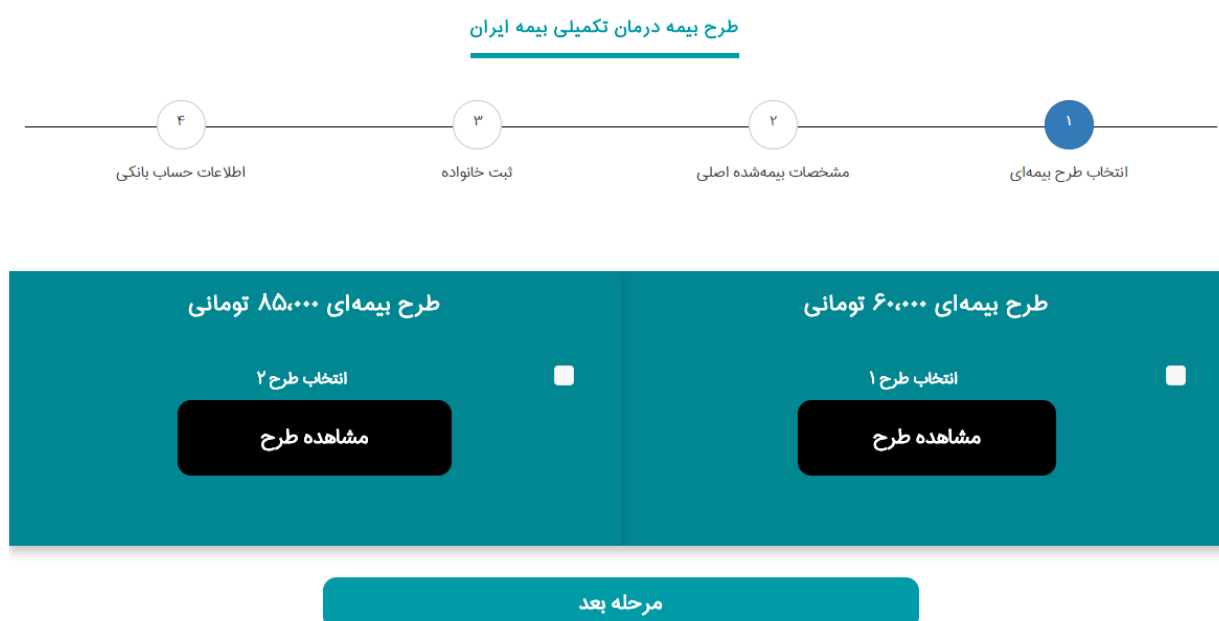 طرح بیمه درمان تکمیلی بیمه ایران
۱
۲
۳
۴
انتخاب طرح بیمه‌ای
مشخصات بیمه‌شده اصلی
ثبت خانواده
اطلاعات حساب بانکی
طرح بیمه‌ای ۶۰،۰۰۰ تومانی
انتخاب طرح ۱
مشاهده طرح
طرح بیمه‌ای ۸۵،۰۰۰ تومانی
انتخاب طرح ۲
مشاهده طرح
مرحله بعد